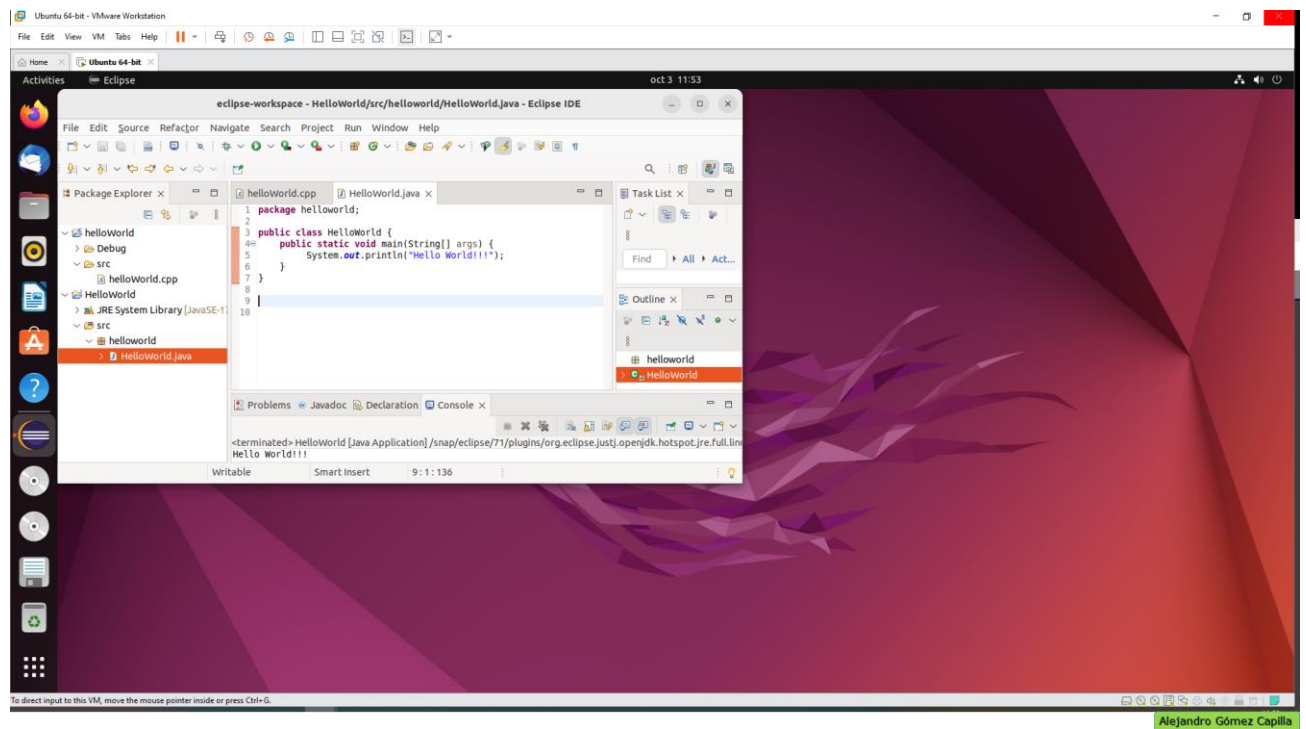 Ubuntu 64-bit - VMware Workstation
File Edit View VM Tabs Help
Home Ubuntu 64-bit
Activities Eclipse oct 3 11:53
eclipse-workspace - HelloWorld/src/helloworld/HelloWorld.java - Eclipse IDE
File Edit Source Refactor Navigate Search Project Run Window Help
Package Explorer
helloWorld
Debug
src
helloWorld.cpp
HelloWorld
JRE System Library [JavaSE-17
src
helloworld
HelloWorld.java
helloWorld.cpp HelloWorld.java
1 package helloworld;
2
3 public class HelloWorld {
4 public static void main(String[] args) {
5 System.out.println("Hello World!!!");
6 }
7 }
8
9
10
Task List
Find All Act...
Outline
helloworld
HelloWorld
Problems Javadoc Declaration Console
<terminated> HelloWorld [Java Application] /snap/eclipse/71/plugins/org.eclipse.justj.openjdk.hotspot.jre.full.linu
Hello World!!!
Writable Smart Insert 9 : 1 : 136
To direct input to this VM, move the mouse pointer inside or press Ctrl+G.
Alejandro Gómez Capilla